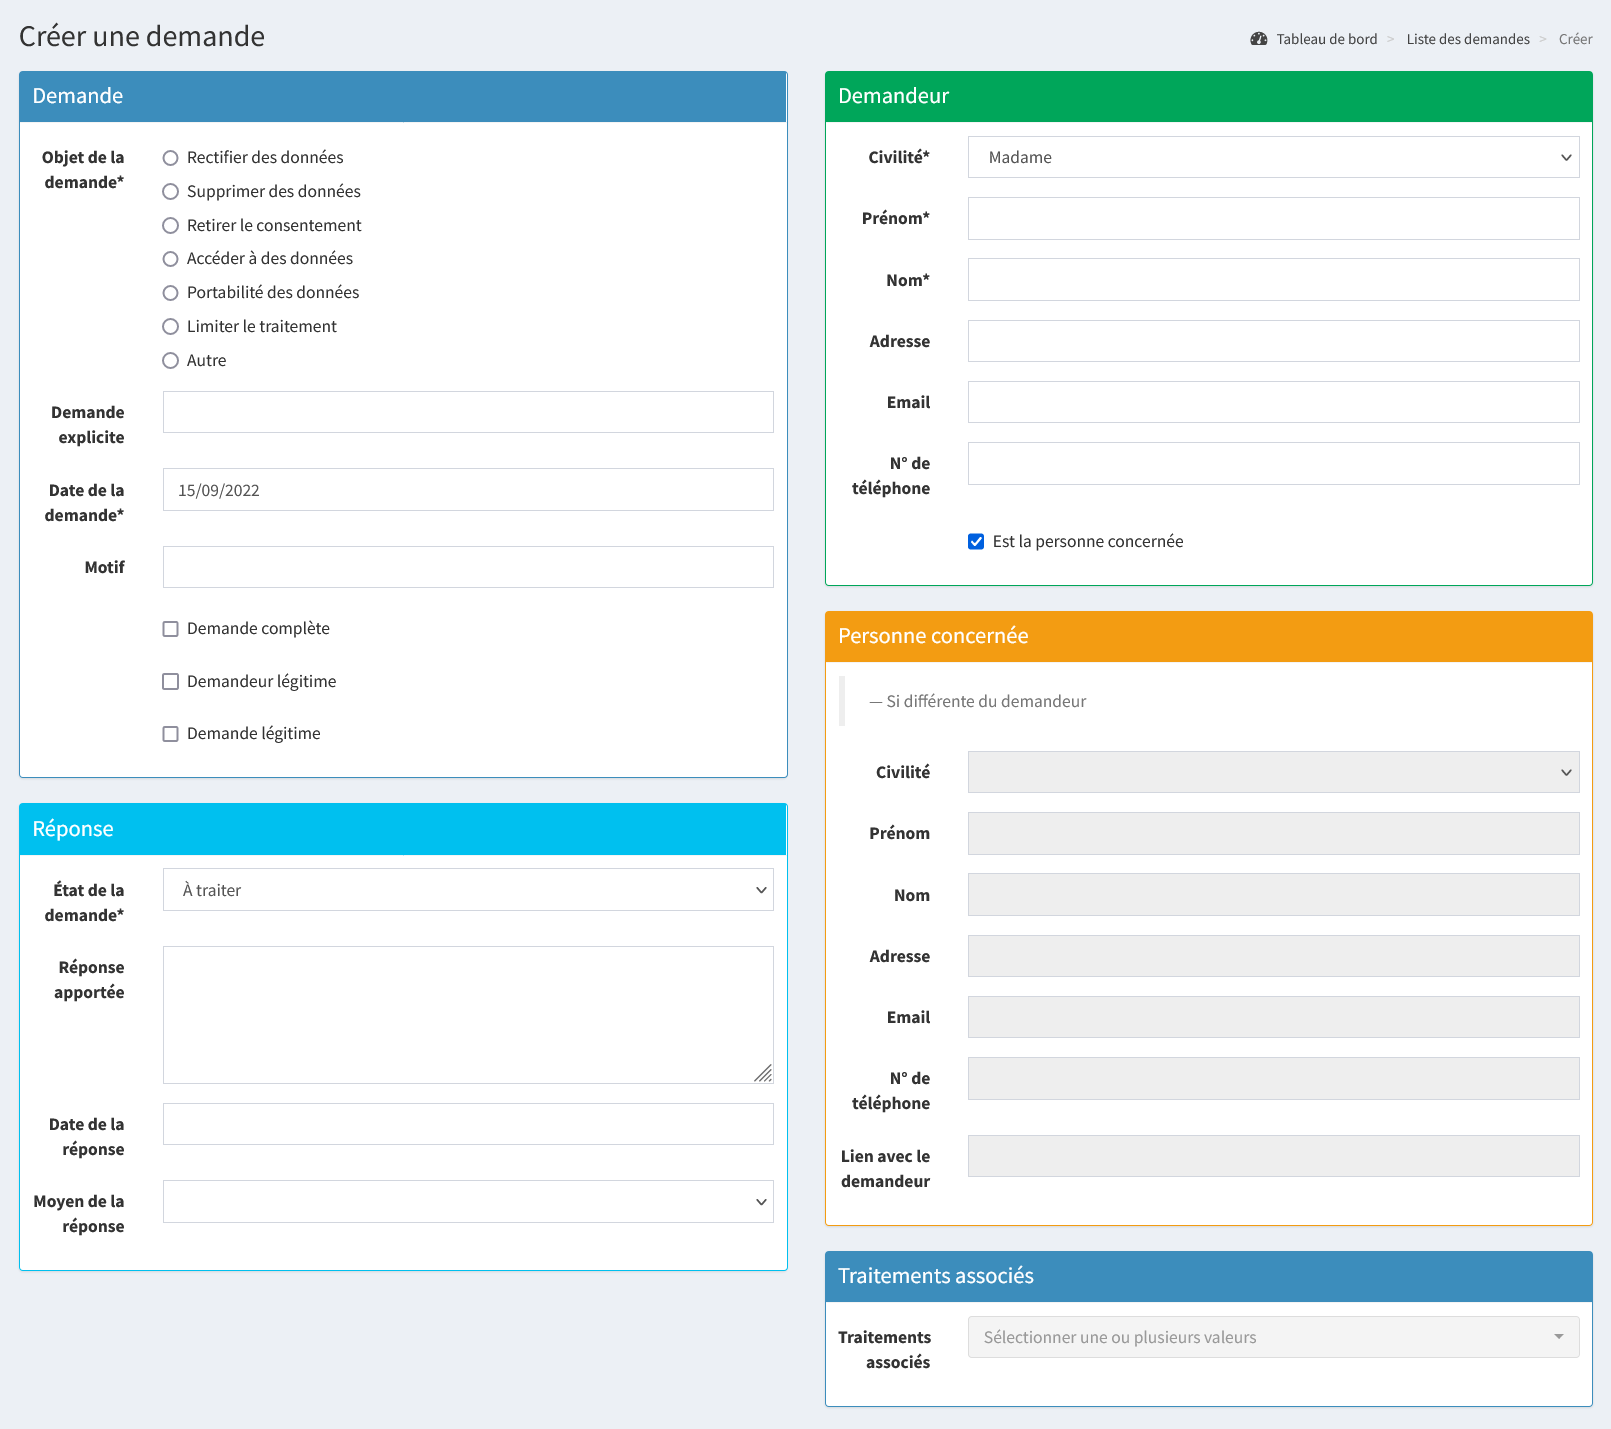 Créer une demande
Tableau de bord > Liste des demandes > Créer
Demande
Objet de la
demande*
Rectifier des données
Supprimer des données
Retirer le consentement
Accéder à des données
Portabilité des données
Limiter le traitement
Autre
Demande
explicite
Date de la
demande*
15/09/2022
Motif
Demande complète
Demandeur légitime
Demande légitime
Réponse
État de la
demande*
À traiter
Réponse
apportée
Date de la
réponse
Moyen de la
réponse
Demandeur
Civilité*
Madame
Prénom*
Nom*
Adresse
Email
N° de
téléphone
Est la personne concernée
Personne concernée
— Si différente du demandeur
Civilité
Prénom
Nom
Adresse
Email
N° de
téléphone
Lien avec le
demandeur
Traitements associés
Traitements
associés
Sélectionner une ou plusieurs valeurs